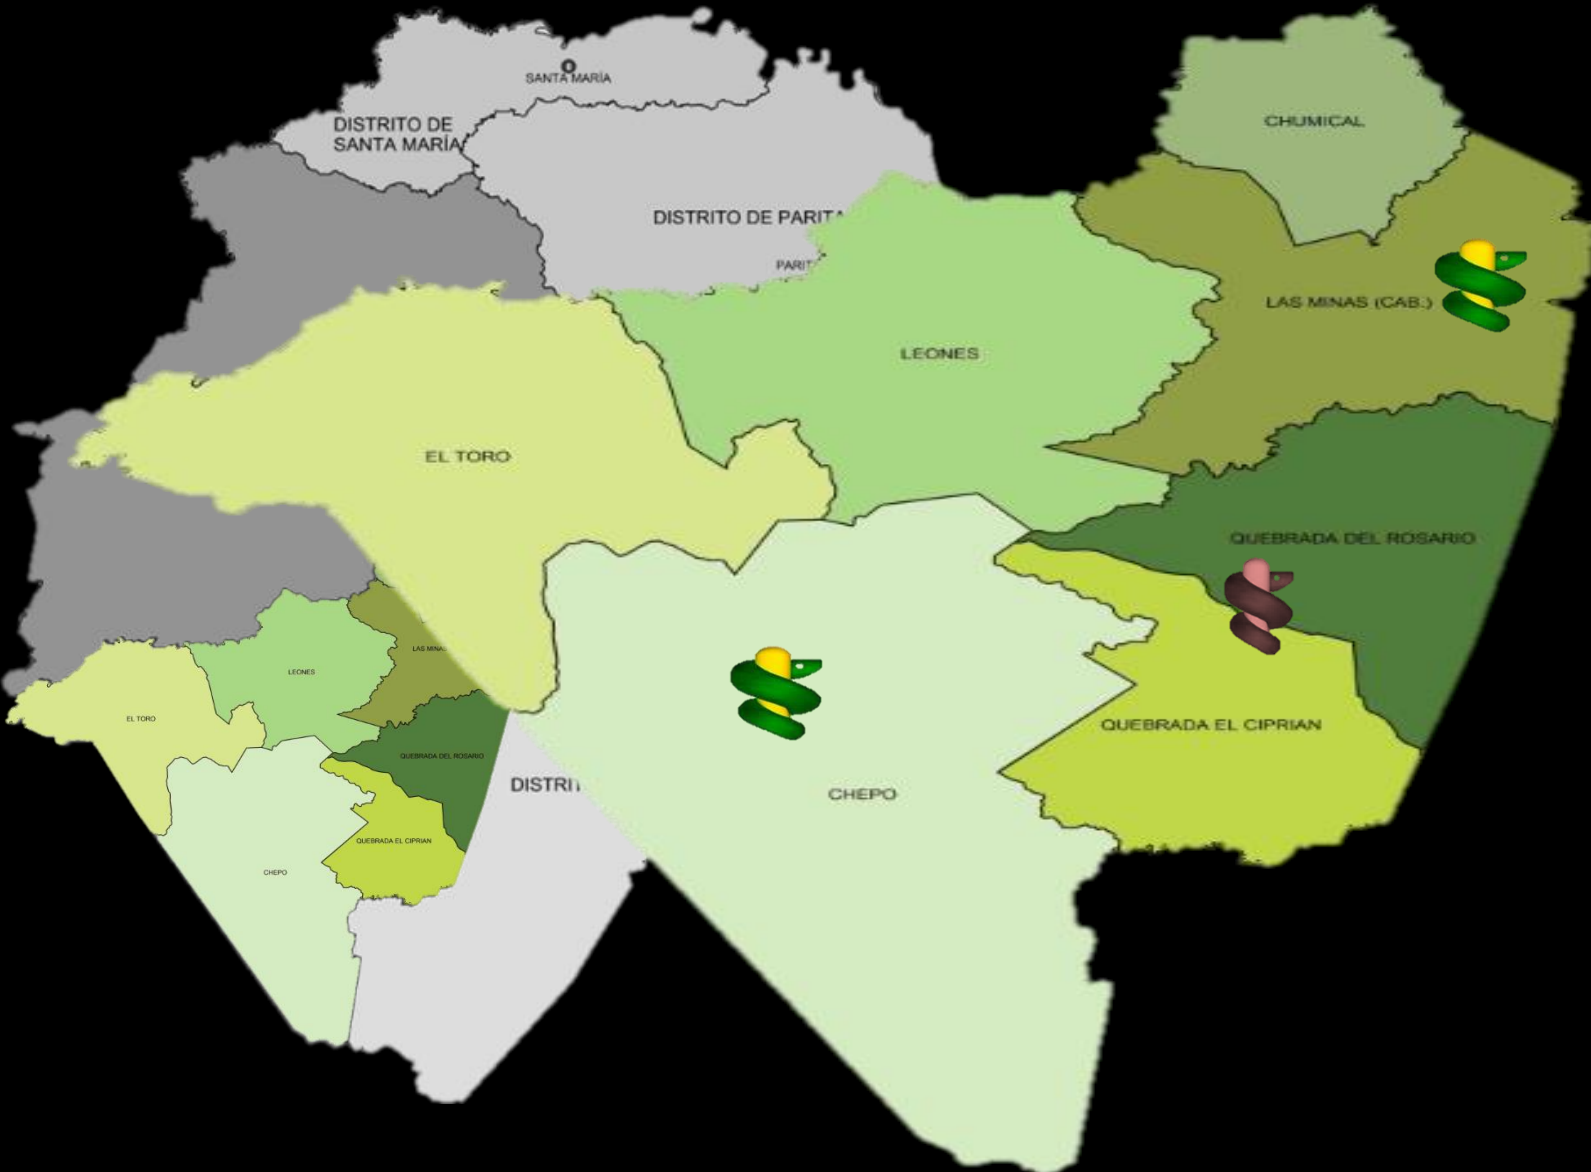 SANTA MARÍA
DISTRITO DE
SANTA MARÍA
CHUMICAL
DISTRITO DE PARITA
LAS MINAS (CAB.)
LEONES
EL TORO
QUEBRADA DEL ROSARIO
QUEBRADA EL CIPRIAN
CHEPO
LEONES
EL TORO
QUEBRADA DEL ROSARIO
QUEBRADA EL CIPRIAN
CHEPO